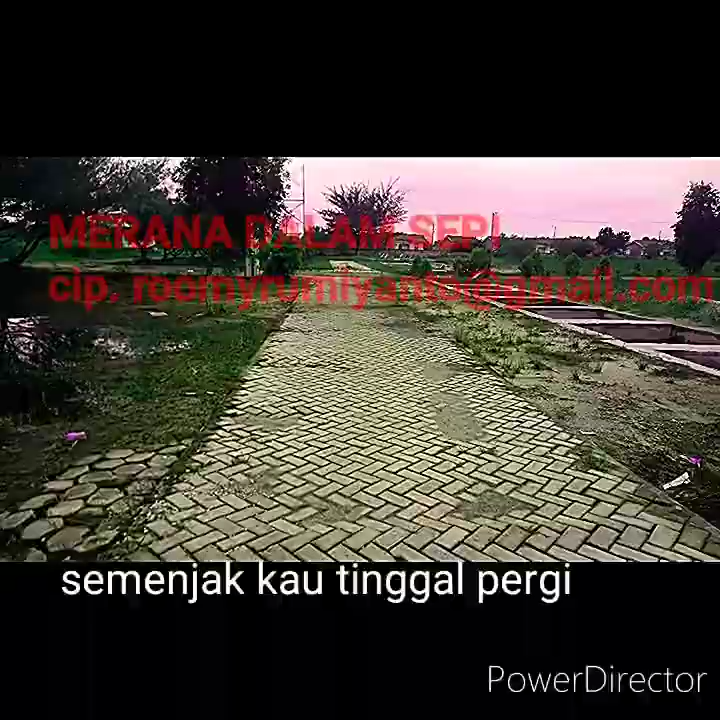 MERANA DALAM SEPI
cip. roomyrumiyanto@gmail.com
semenjak kau tinggal pergi
PowerDirector